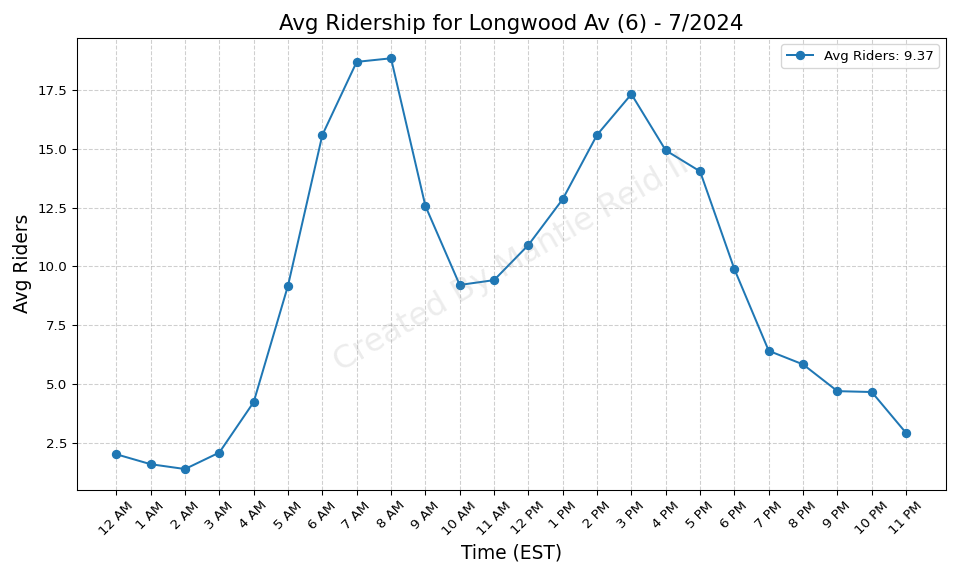 Avg Ridership for Longwood Av (6) - 7/2024
Avg Riders: 9.37
Avg Riders
17.5
15.0
12.5
10.0
7.5
5.0
2.5
Created By Mantie Reid II
12 AM
1 AM
2 AM
3 AM
4 AM
5 AM
6 AM
7 AM
8 AM
9 AM
10 AM
11 AM
12 PM
1 PM
2 PM
3 PM
4 PM
5 PM
6 PM
7 PM
8 PM
9 PM
10 PM
11 PM
Time (EST)